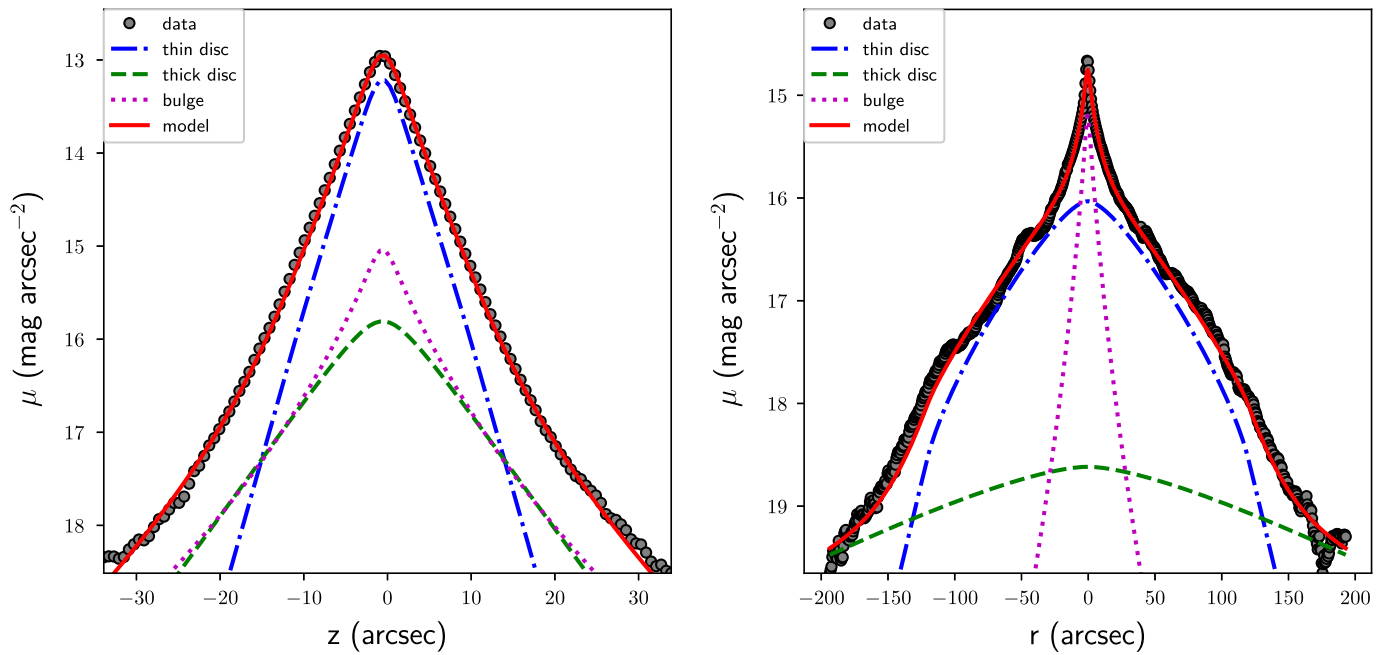 data
thin disc
thick disc
bulge
model
13
14
15
16
17
18
μ (mag arcsec⁻²)
−30 −20 −10 0 10 20 30
z (arcsec)
data
thin disc
thick disc
bulge
model
15
16
17
18
19
μ (mag arcsec⁻²)
−200 −150 −100 −50 0 50 100 150 200
r (arcsec)